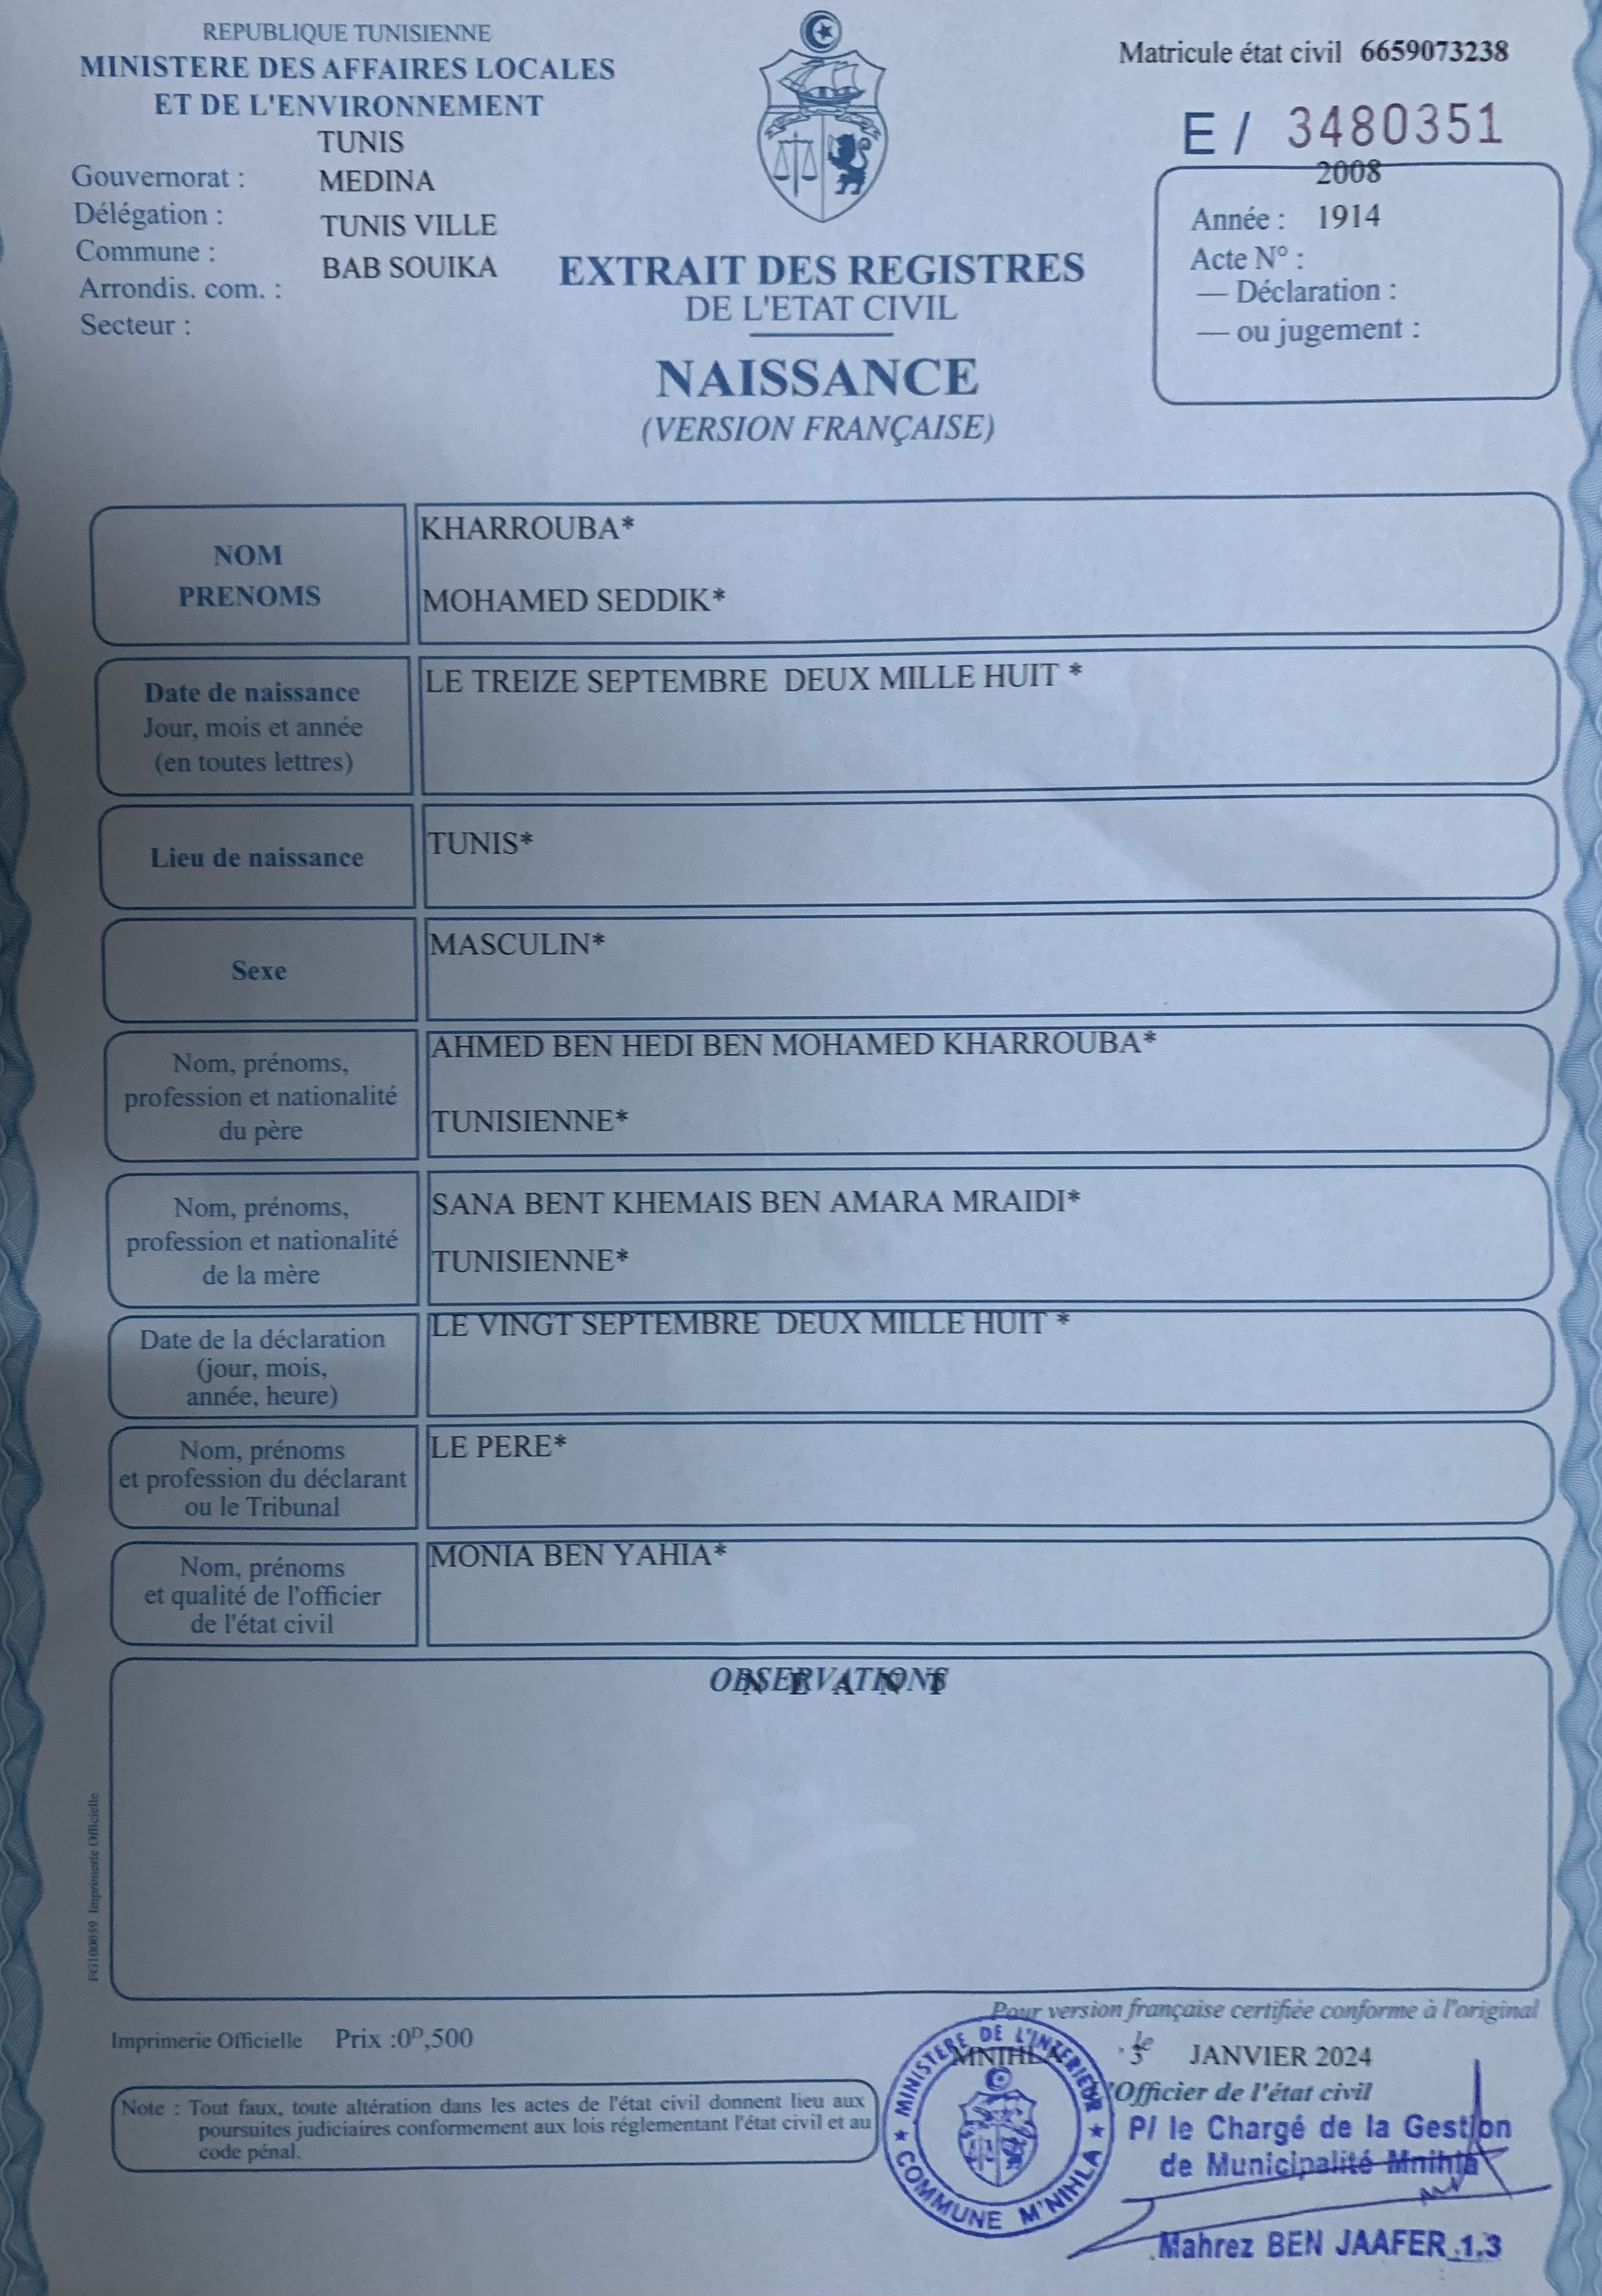 REPUBLIQUE TUNISIENNE
MINISTERE DES AFFAIRES LOCALES
ET DE L'ENVIRONNEMENT
TUNIS
Gouvernorat : MEDINA
Délégation : TUNIS VILLE
Commune : BAB SOUIKA
Arrondis. com. :
Secteur :
Matricule état civil 6659073238
E / 3480351
2008
Année : 1914
Acte N° :
— Déclaration :
— ou jugement :
EXTRAIT DES REGISTRES
DE L'ETAT CIVIL
NAISSANCE
(VERSION FRANÇAISE)
NOM
PRENOMS
KHARROUBA*
MOHAMED SEDDIK*
Date de naissance
Jour, mois et année
(en toutes lettres)
LE TREIZE SEPTEMBRE DEUX MILLE HUIT *
Lieu de naissance
TUNIS*
Sexe
MASCULIN*
Nom, prénoms,
profession et nationalité
du père
AHMED BEN HEDI BEN MOHAMED KHARROUBA*
TUNISIENNE*
Nom, prénoms,
profession et nationalité
de la mère
SANA BENT KHEMAIS BEN AMARA MRAIDI*
TUNISIENNE*
Date de la déclaration
(jour, mois,
année, heure)
LE VINGT SEPTEMBRE DEUX MILLE HUIT *
Nom, prénoms
et profession du déclarant
ou le Tribunal
LE PERE*
Nom, prénoms
et qualité de l'officier
de l'état civil
MONIA BEN YAHIA*
OBSERVATIONS
N E A N T
FG100039 Imprimerie Officielle
Pour version française certifiée conforme à l'original
MNIHLA le 3 JANVIER 2024
L'Officier de l'état civil
P/ le Chargé de la Gestion
de Municipalité Mnihla
Mahrez BEN JAAFER 1.3
MINISTERE DE L'INTERIEUR
COMMUNE M'NIHLA
Imprimerie Officielle Prix :0D,500
Note : Tout faux, toute altération dans les actes de l'état civil donnent lieu aux
poursuites judiciaires conformement aux lois réglementant l'état civil et au
code pénal.